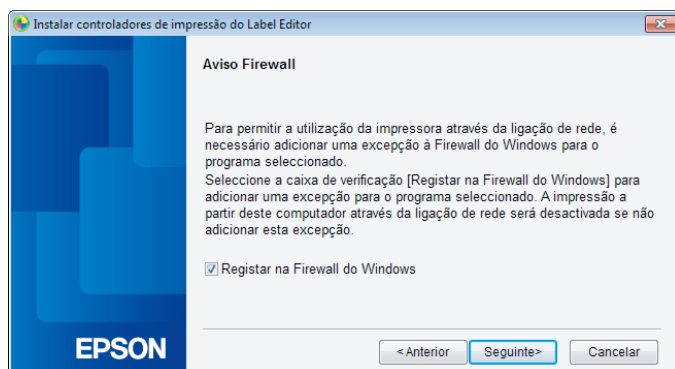 Instalar controladores de impressão do Label Editor
Aviso Firewall
Para permitir a utilização da impressora através da ligação de rede, é
necessário adicionar uma excepção à Firewall do Windows para o
programa seleccionado.
Seleccione a caixa de verificação [Registar na Firewall do Windows] para
adicionar uma excepção para o programa seleccionado. A impressão a
partir deste computador através da ligação de rede será desactivada se não
adicionar esta excepção.
Registar na Firewall do Windows
EPSON
<Anterior
Seguinte>
Cancelar